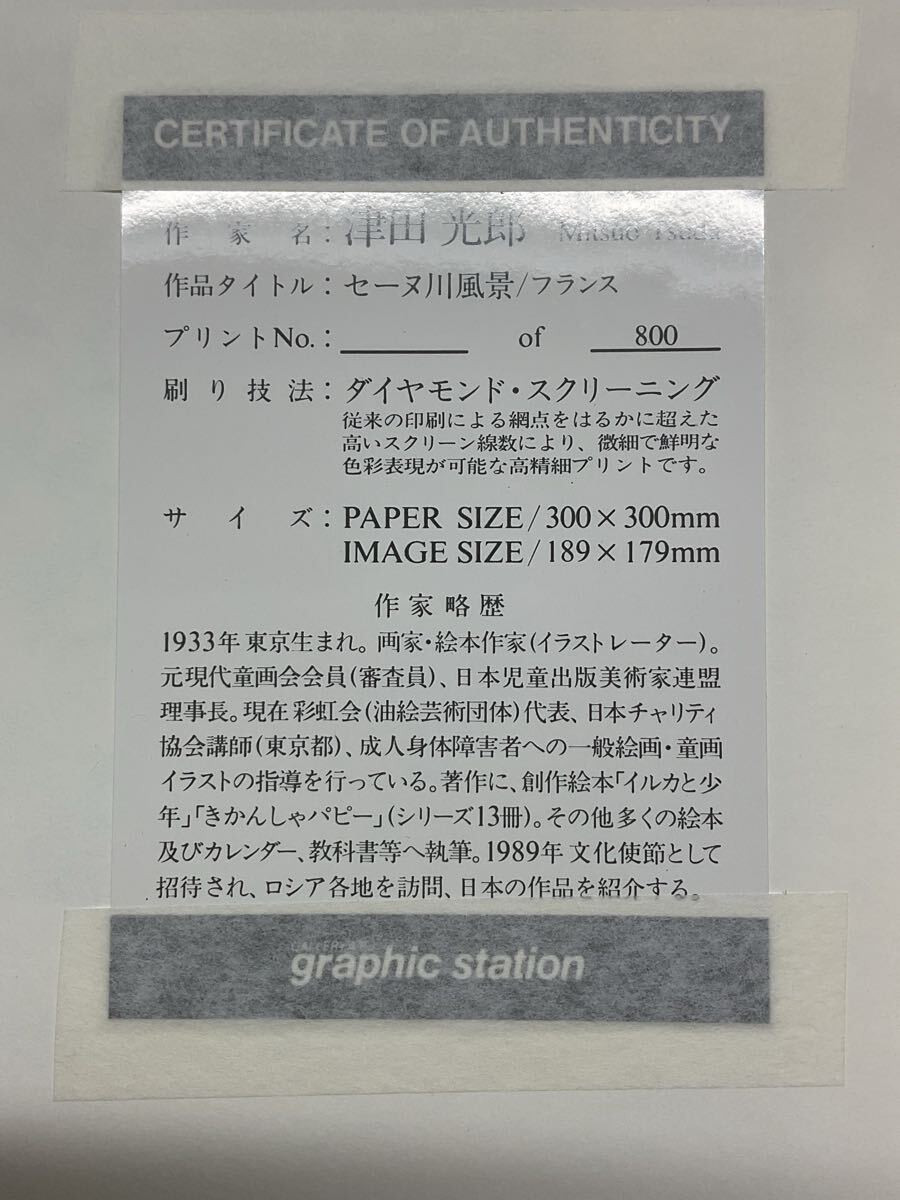 CERTIFICATE OF AUTHENTICITY
作家名：津田 光郎 Mitsuo Tsuda
作品タイトル：セーヌ川風景/フランス
プリントNo.： of 800
刷り技法：ダイヤモンド・スクリーニング
従来の印刷による網点をはるかに超えた
高いスクリーン線数により、微細で鮮明な
色彩表現が可能な高精細プリントです。
サイズ：PAPER SIZE/300×300mm
IMAGE SIZE/189×179mm
作家略歴
1933年 東京生まれ。画家・絵本作家(イラストレーター)。
元現代童画会会員(審査員)、日本児童出版美術家連盟
理事長。現在 彩虹会(油絵芸術団体)代表、日本チャリティ
協会講師(東京都)、成人身体障害者への一般絵画・童画
イラストの指導を行っている。著作に、創作絵本「イルカと少
年」「きかんしゃパピー」(シリーズ13冊)。その他多くの絵本
及びカレンダー、教科書等へ執筆。1989年 文化使節として
招待され、ロシア各地を訪問、日本の作品を紹介する。
graphic station